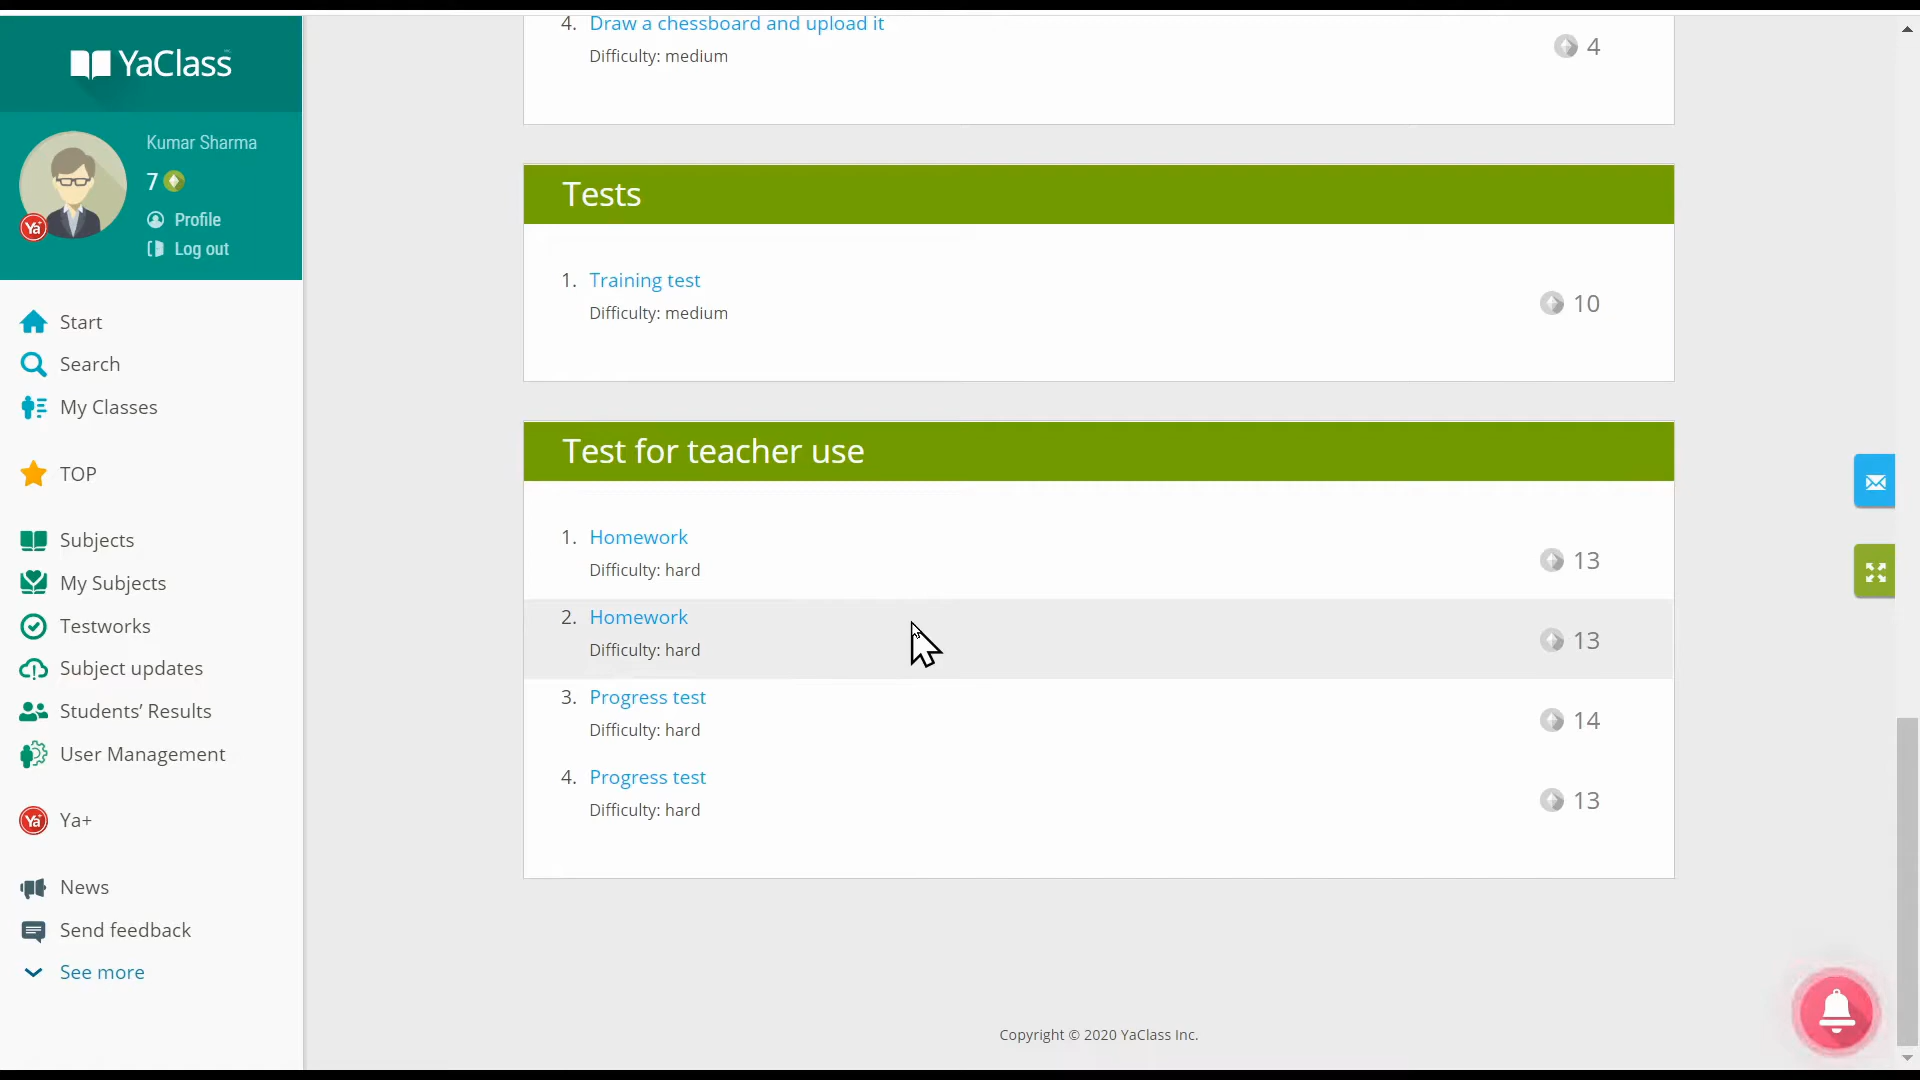 YaClass
Kumar Sharma
7
Profile
Log out
Ya
Start
Search
My Classes
TOP
Subjects
My Subjects
Testworks
Subject updates
Students’ Results
User Management
Ya Ya+
News
Send feedback
See more
4. Draw a chessboard and upload it
Difficulty: medium
4
Tests
1. Training test
Difficulty: medium
10
Test for teacher use
1. Homework
Difficulty: hard
13
2. Homework
Difficulty: hard
13
3. Progress test
Difficulty: hard
14
4. Progress test
Difficulty: hard
13
Copyright © 2020 YaClass Inc.